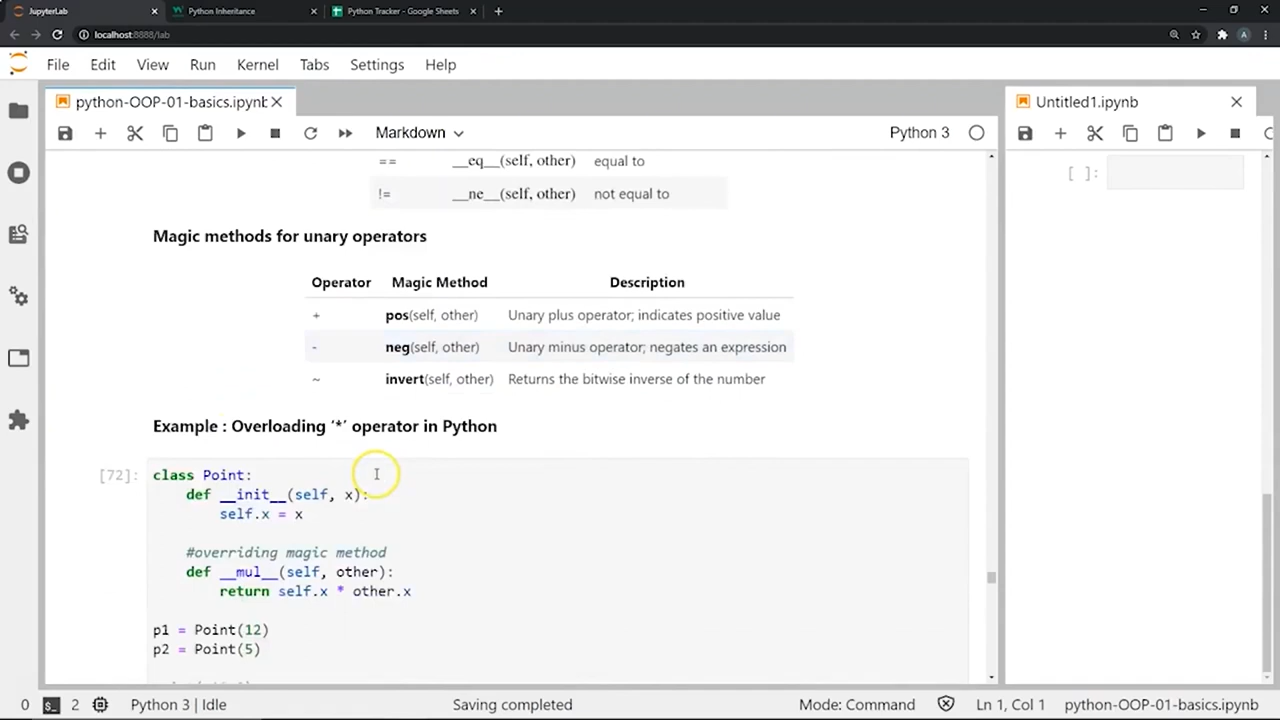 JupyterLab
Python Inheritance
Python Tracker - Google Sheets
localhost:8888/lab
A
File Edit View Run Kernel Tabs Settings Help
python-OOP-01-basics.ipynb
Untitled1.ipynb
Markdown
Python 3
[ ]:
== __eq__(self, other) equal to
!= __ne__(self, other) not equal to
Magic methods for unary operators
Operator Magic Method Description
+ pos(self, other) Unary plus operator; indicates positive value
- neg(self, other) Unary minus operator; negates an expression
~ invert(self, other) Returns the bitwise inverse of the number
Example : Overloading ‘*’ operator in Python
[72]:
class Point:
def __init__(self, x):
self.x = x
#overriding magic method
def __mul__(self, other):
return self.x * other.x
p1 = Point(12)
p2 = Point(5)
0
2
Python 3 | Idle
Saving completed
Mode: Command
Ln 1, Col 1
python-OOP-01-basics.ipynb